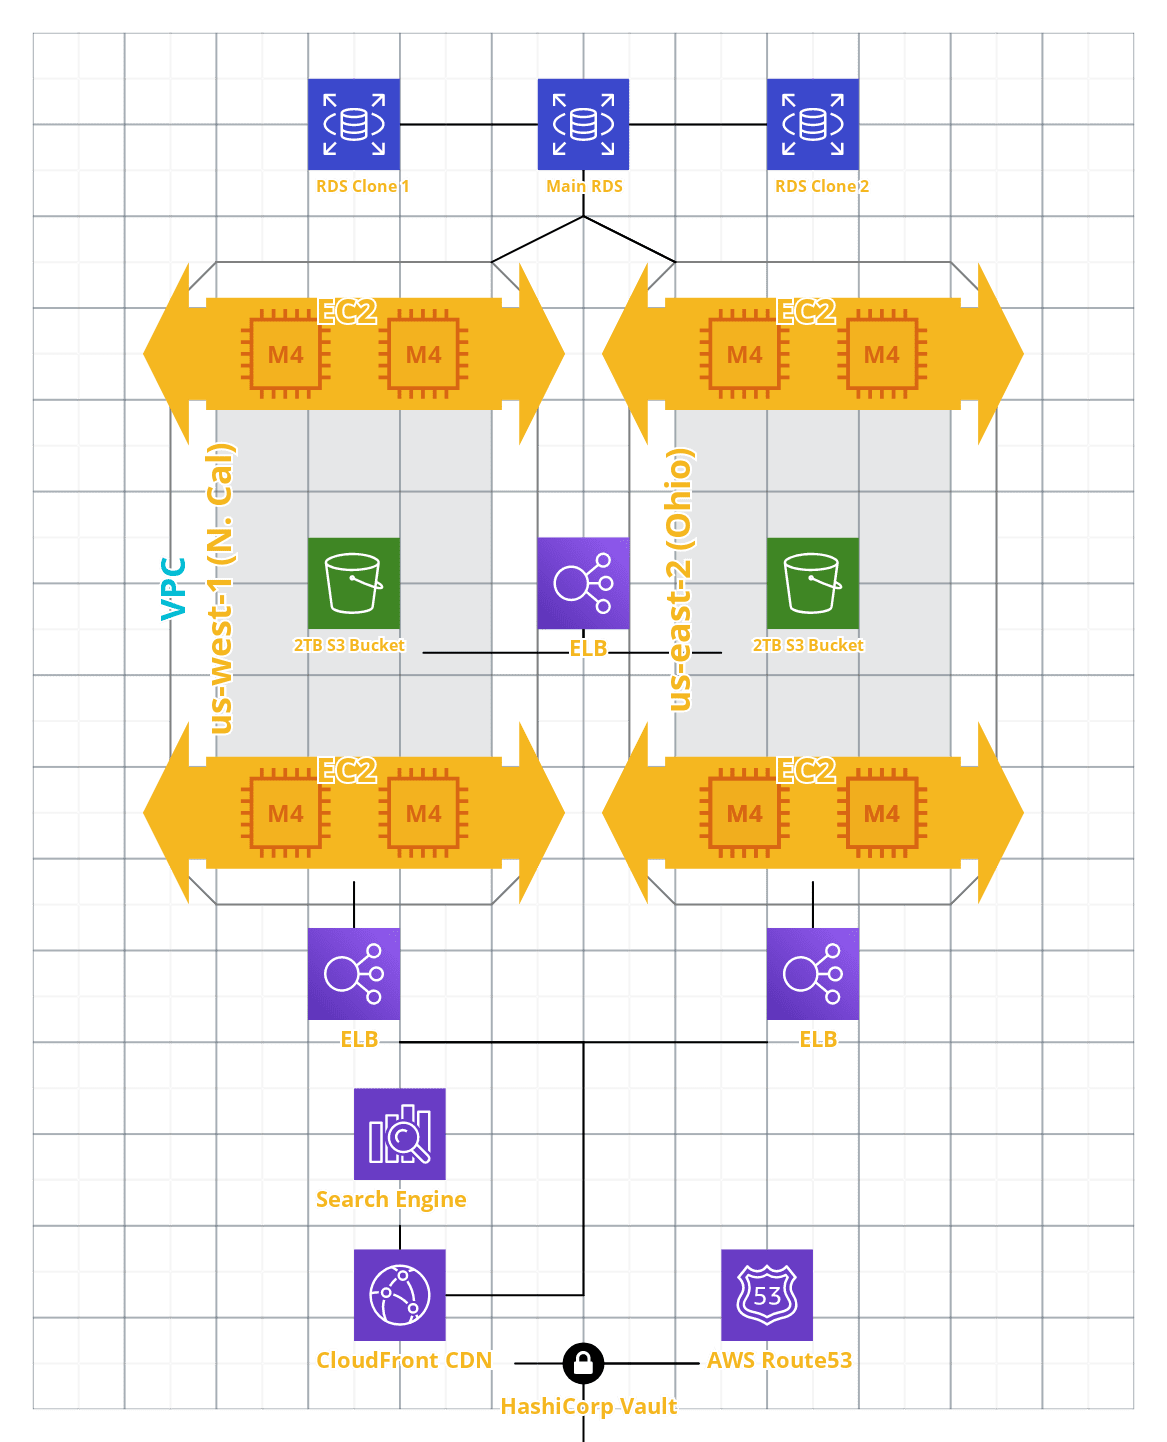 RDS Clone 1
Main RDS
RDS Clone 2
EC2
EC2
M4
M4
M4
M4
VPC
us-west-1 (N. Cal)
us-east-2 (Ohio)
2TB S3 Bucket
ELB
2TB S3 Bucket
EC2
EC2
M4
M4
M4
M4
ELB
ELB
Search Engine
53
CloudFront CDN
AWS Route53
HashiCorp Vault